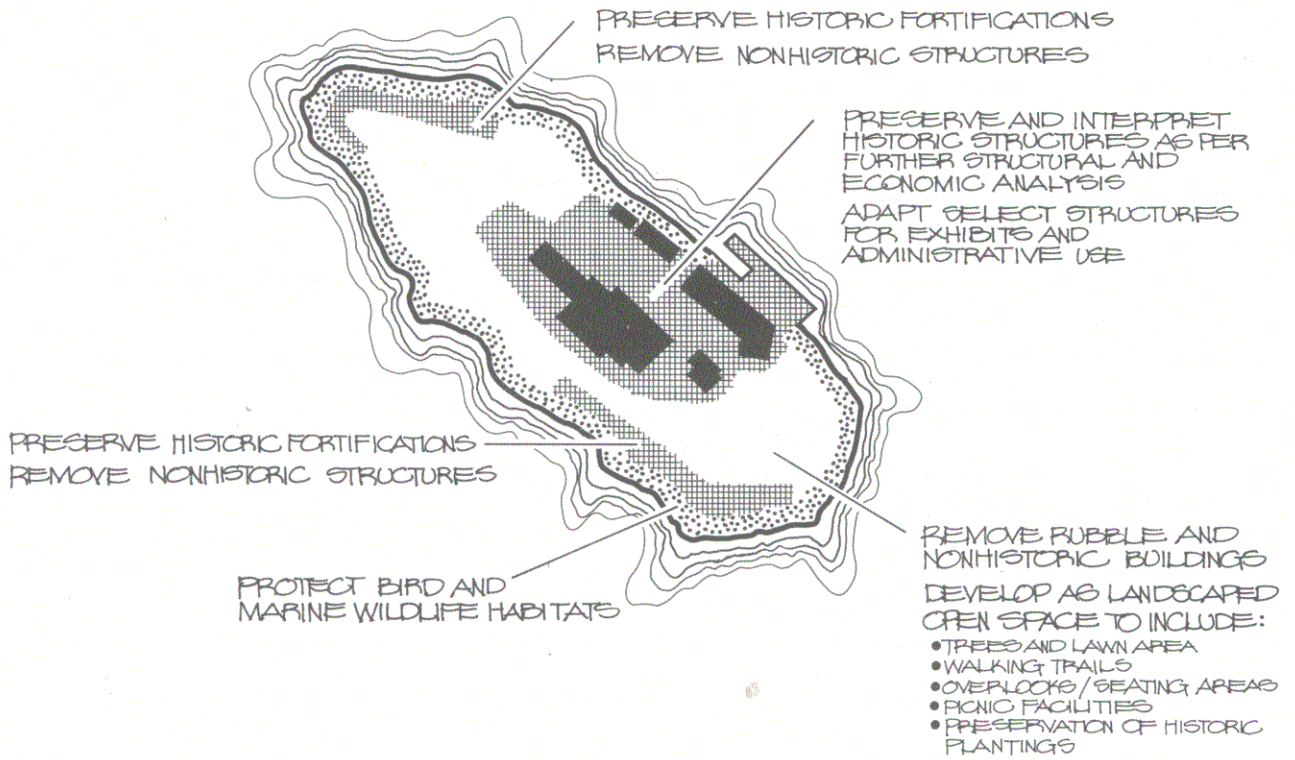 PRESERVE HISTORIC FORTIFICATIONS
REMOVE NONHISTORIC STRUCTURES
PRESERVE AND INTERPRET
HISTORIC STRUCTURES AS PER
FURTHER STRUCTURAL AND
ECONOMIC ANALYSIS
ADAPT SELECT STRUCTURES
FOR EXHIBITS AND
ADMINISTRATIVE USE
PRESERVE HISTORIC FORTIFICATIONS
REMOVE NONHISTORIC STRUCTURES
PROTECT BIRD AND
MARINE WILDLIFE HABITATS
REMOVE RUBBLE AND
NONHISTORIC BUILDINGS
DEVELOP AS LANDSCAPED
OPEN SPACE TO INCLUDE:
•TREES AND LAWN AREA
•WALKING TRAILS
•OVERLOOKS/SEATING AREAS
•PICNIC FACILITIES
•PRESERVATION OF HISTORIC
PLANTINGS